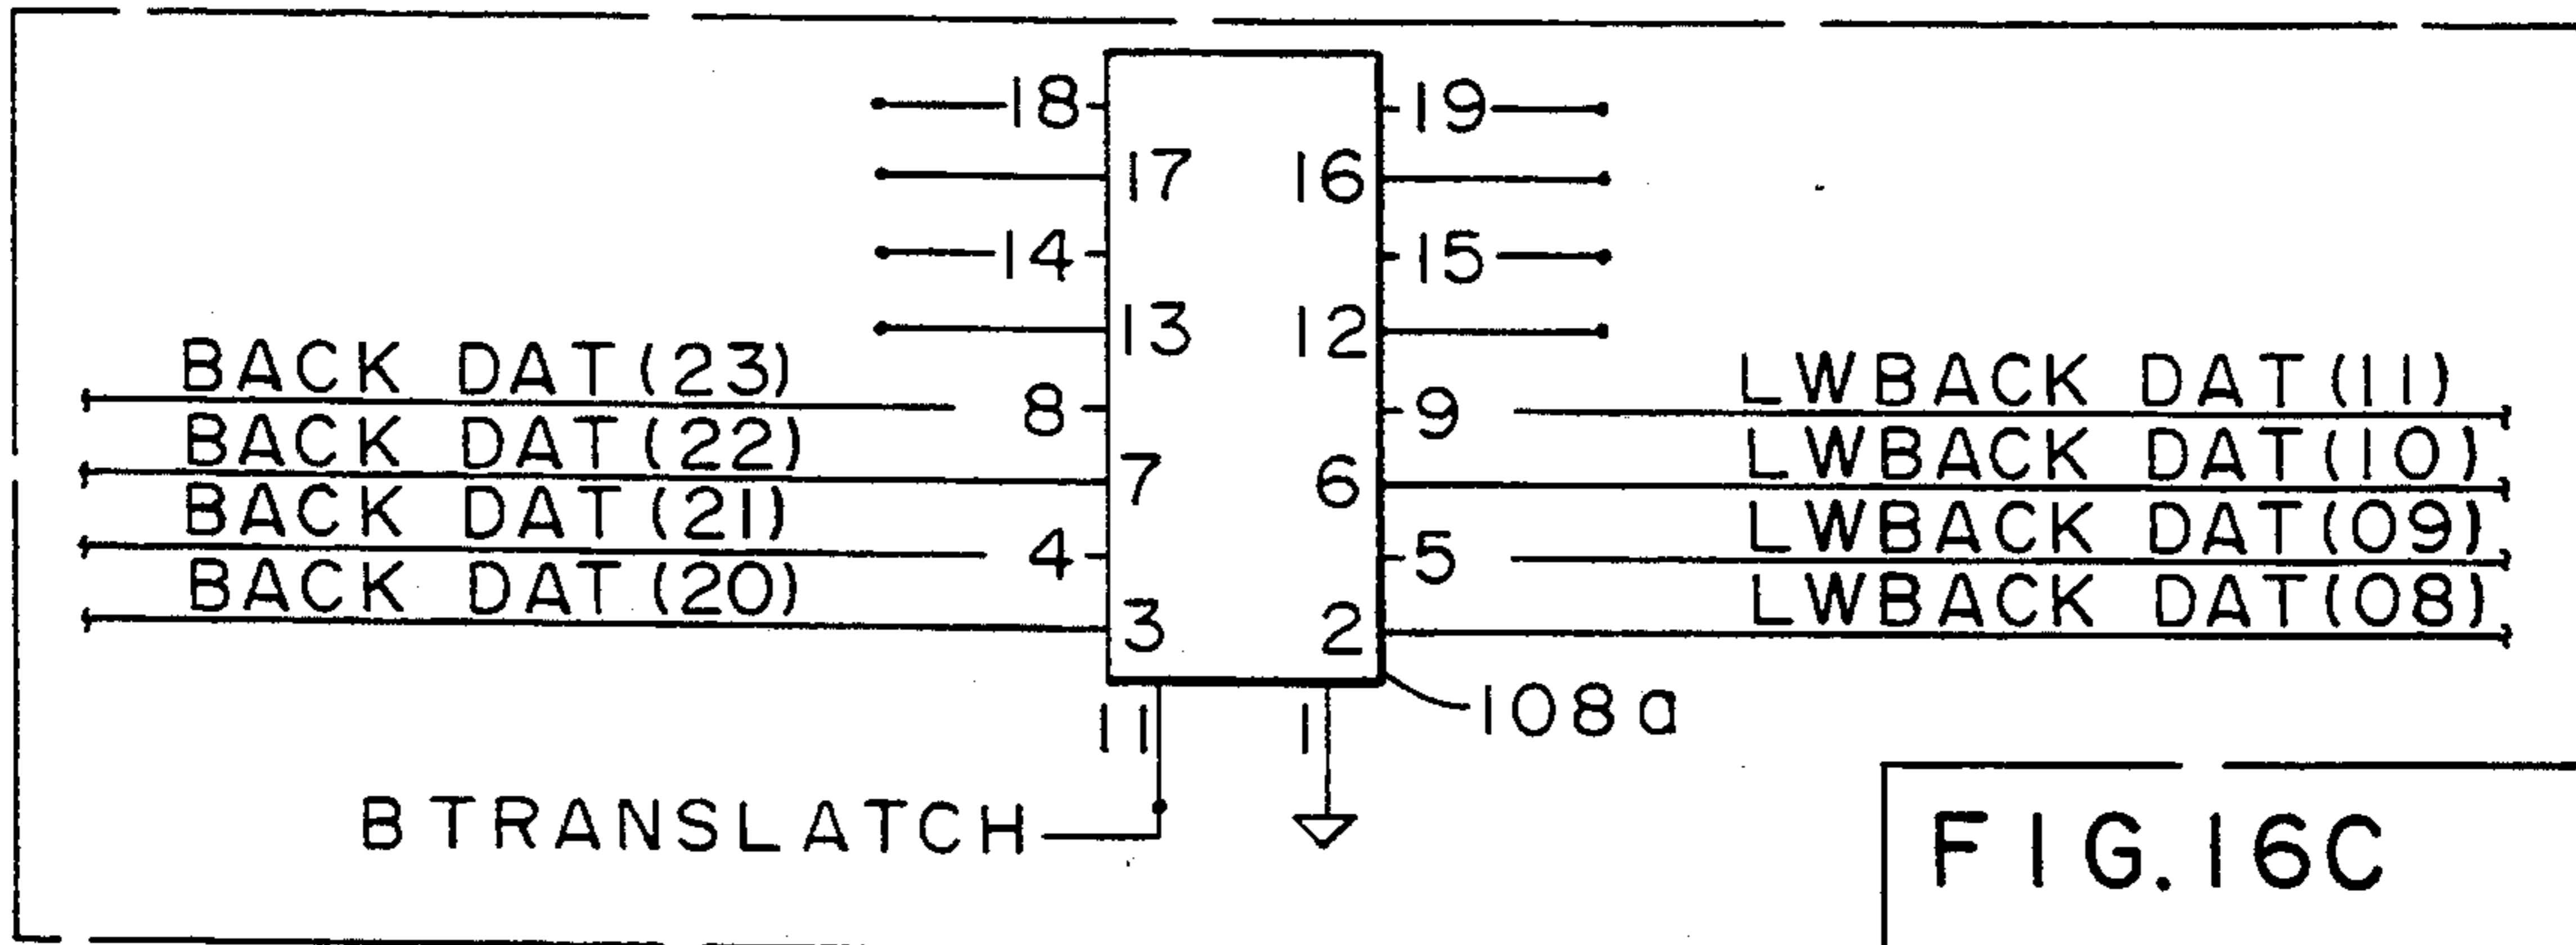 18 19
17 16
14 15
13 12
BACK DAT(23) 8 9 LWBACK DAT(11)
BACK DAT(22) 7 6 LWBACK DAT(10)
BACK DAT(21) 4 5 LWBACK DAT(09)
BACK DAT(20) 3 2 LWBACK DAT(08)
11 1 108a
BTRANSLATCH
FIG.16C